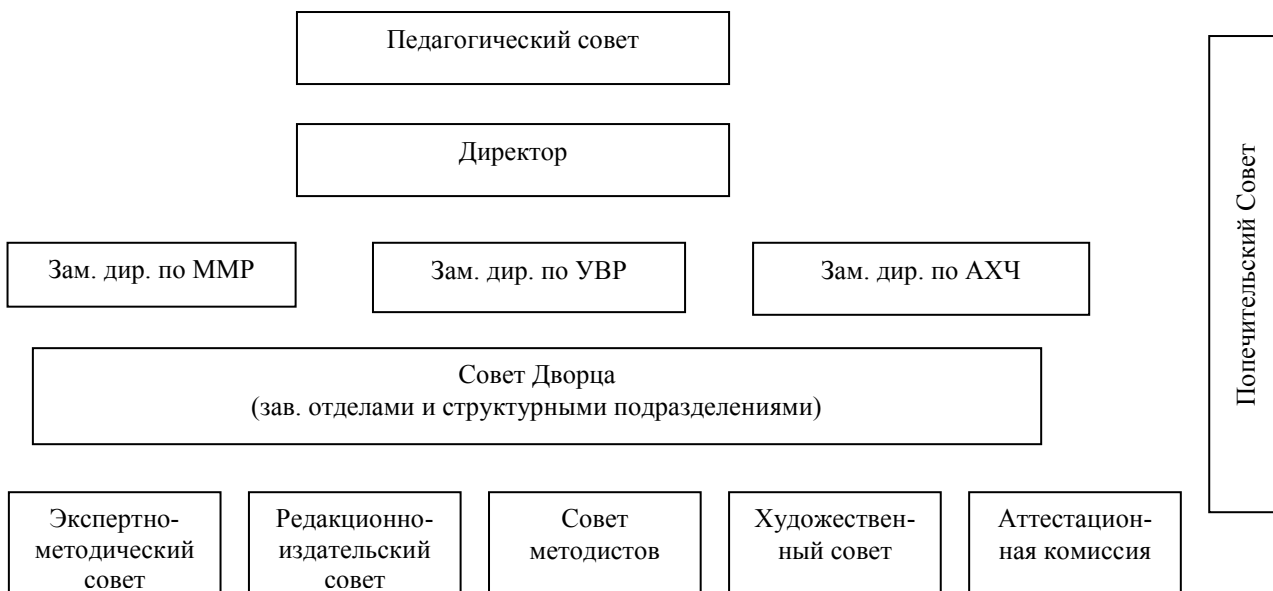 Педагогический совет
Директор
Зам. дир. по ММР
Зам. дир. по УВР
Зам. дир. по АХЧ
Совет Дворца
(зав. отделами и структурными подразделениями)
Экспертно-
методический
совет
Редакционно-
издательский
совет
Совет
методистов
Художествен-
ный совет
Аттестацион-
ная комиссия
Попечительский Совет